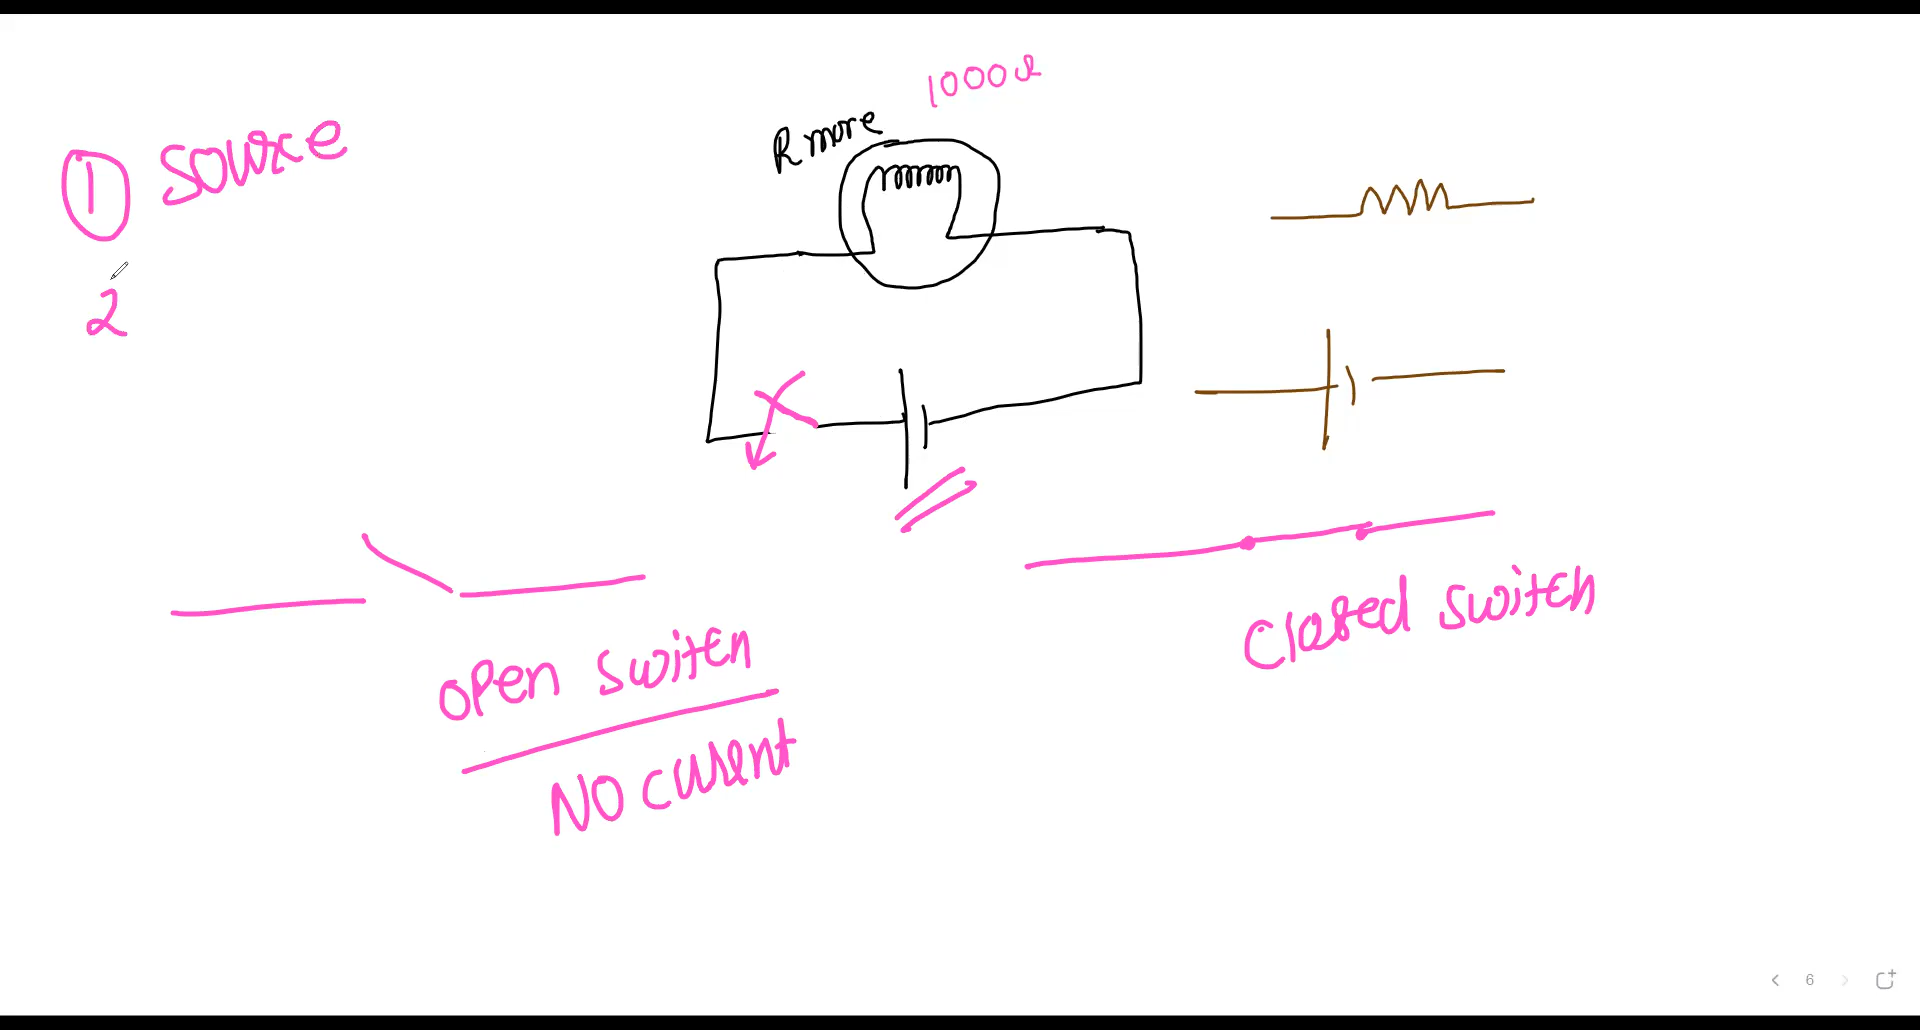 1000Ω
R more
① Source
2
open switch
closed switch
NO current
6